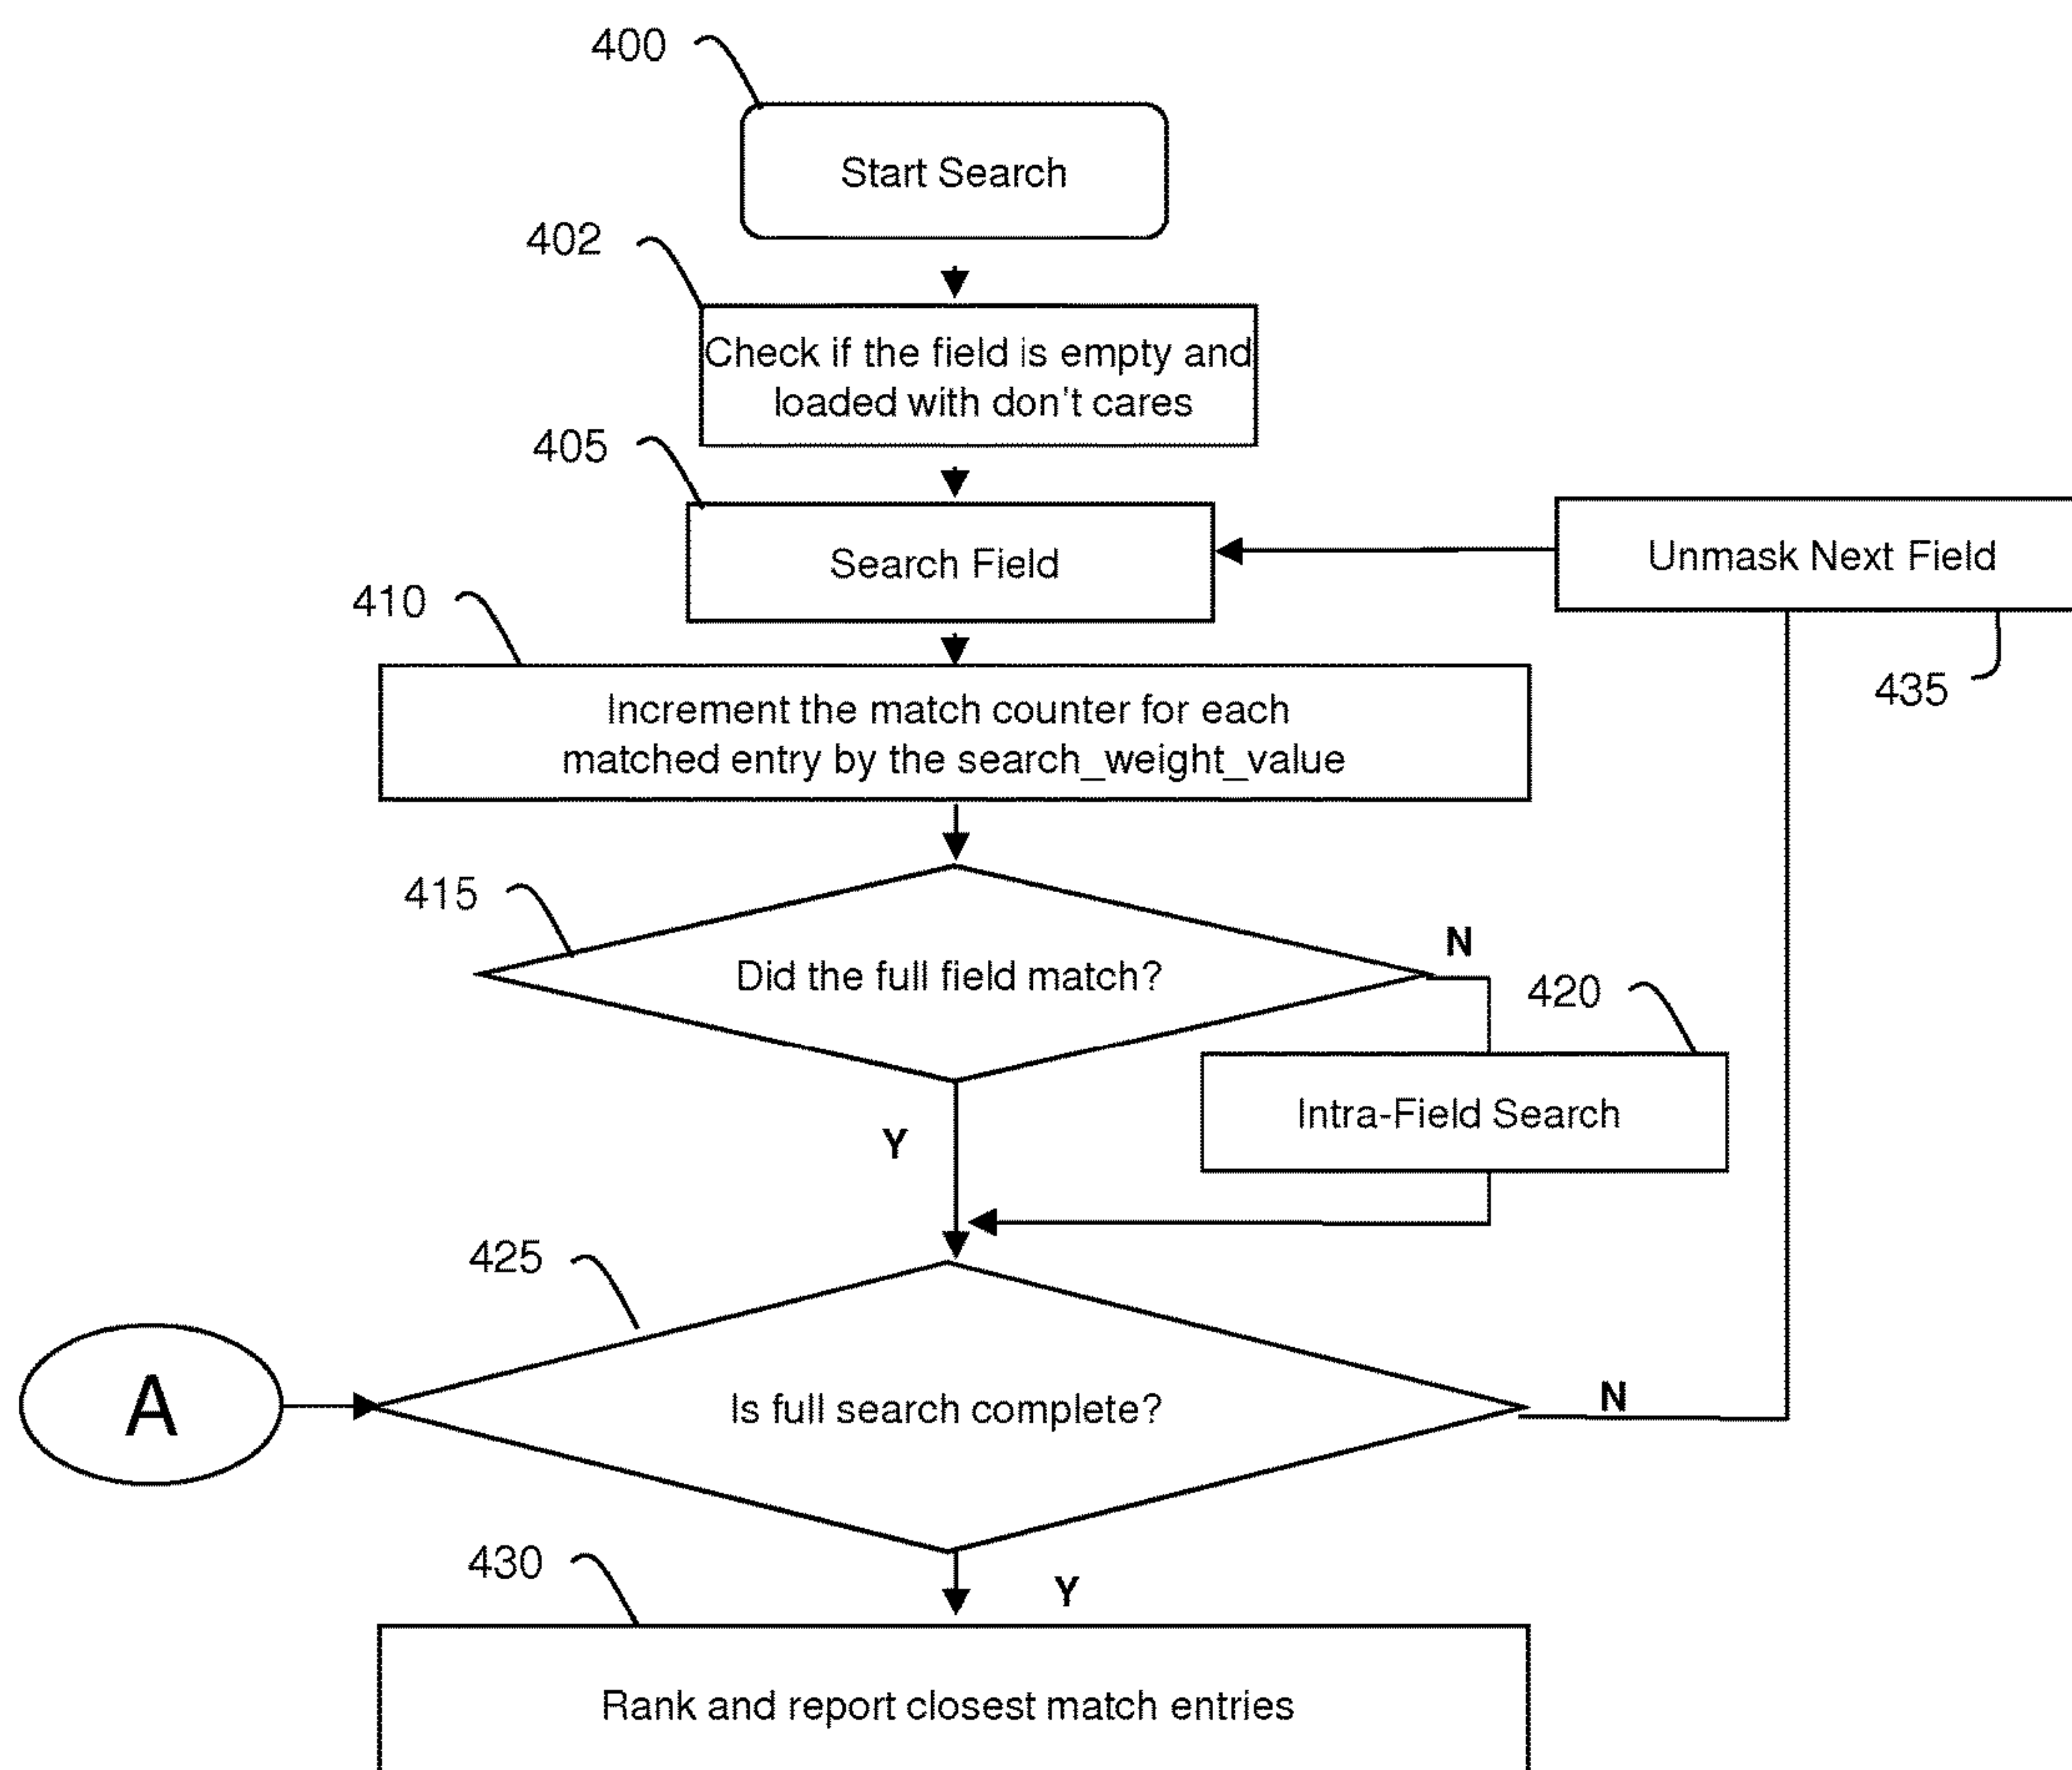 400
Start Search
402
Check if the field is empty and
loaded with don't cares
405
Search Field
Unmask Next Field
435
410
Increment the match counter for each
matched entry by the search_weight_value
415
Did the full field match?
N
420
Intra-Field Search
Y
425
A
Is full search complete?
N
430
Y
Rank and report closest match entries